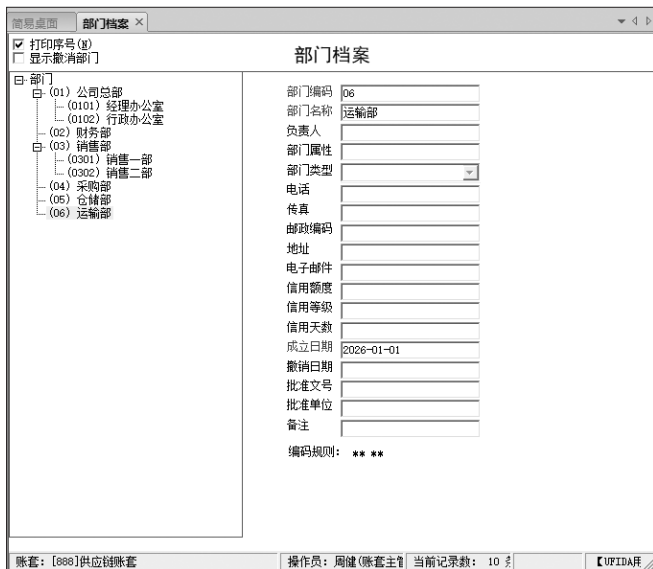 简易桌面 部门档案 ×
打印序号(N)
显示撤消部门
部门档案
部门
(01) 公司总部
(0101) 经理办公室
(0102) 行政办公室
(02) 财务部
(03) 销售部
(0301) 销售一部
(0302) 销售二部
(04) 采购部
(05) 仓储部
(06) 运输部
部门编码 06
部门名称 运输部
负责人
部门属性
部门类型
电话
传真
邮政编码
地址
电子邮件
信用额度
信用等级
信用天数
成立日期 2026-01-01
撤销日期
批准文号
批准单位
备注
编码规则: ** **
账套: [888]供应链账套 操作员: 周健(账套主管 当前记录数: 10 【UFIDA用